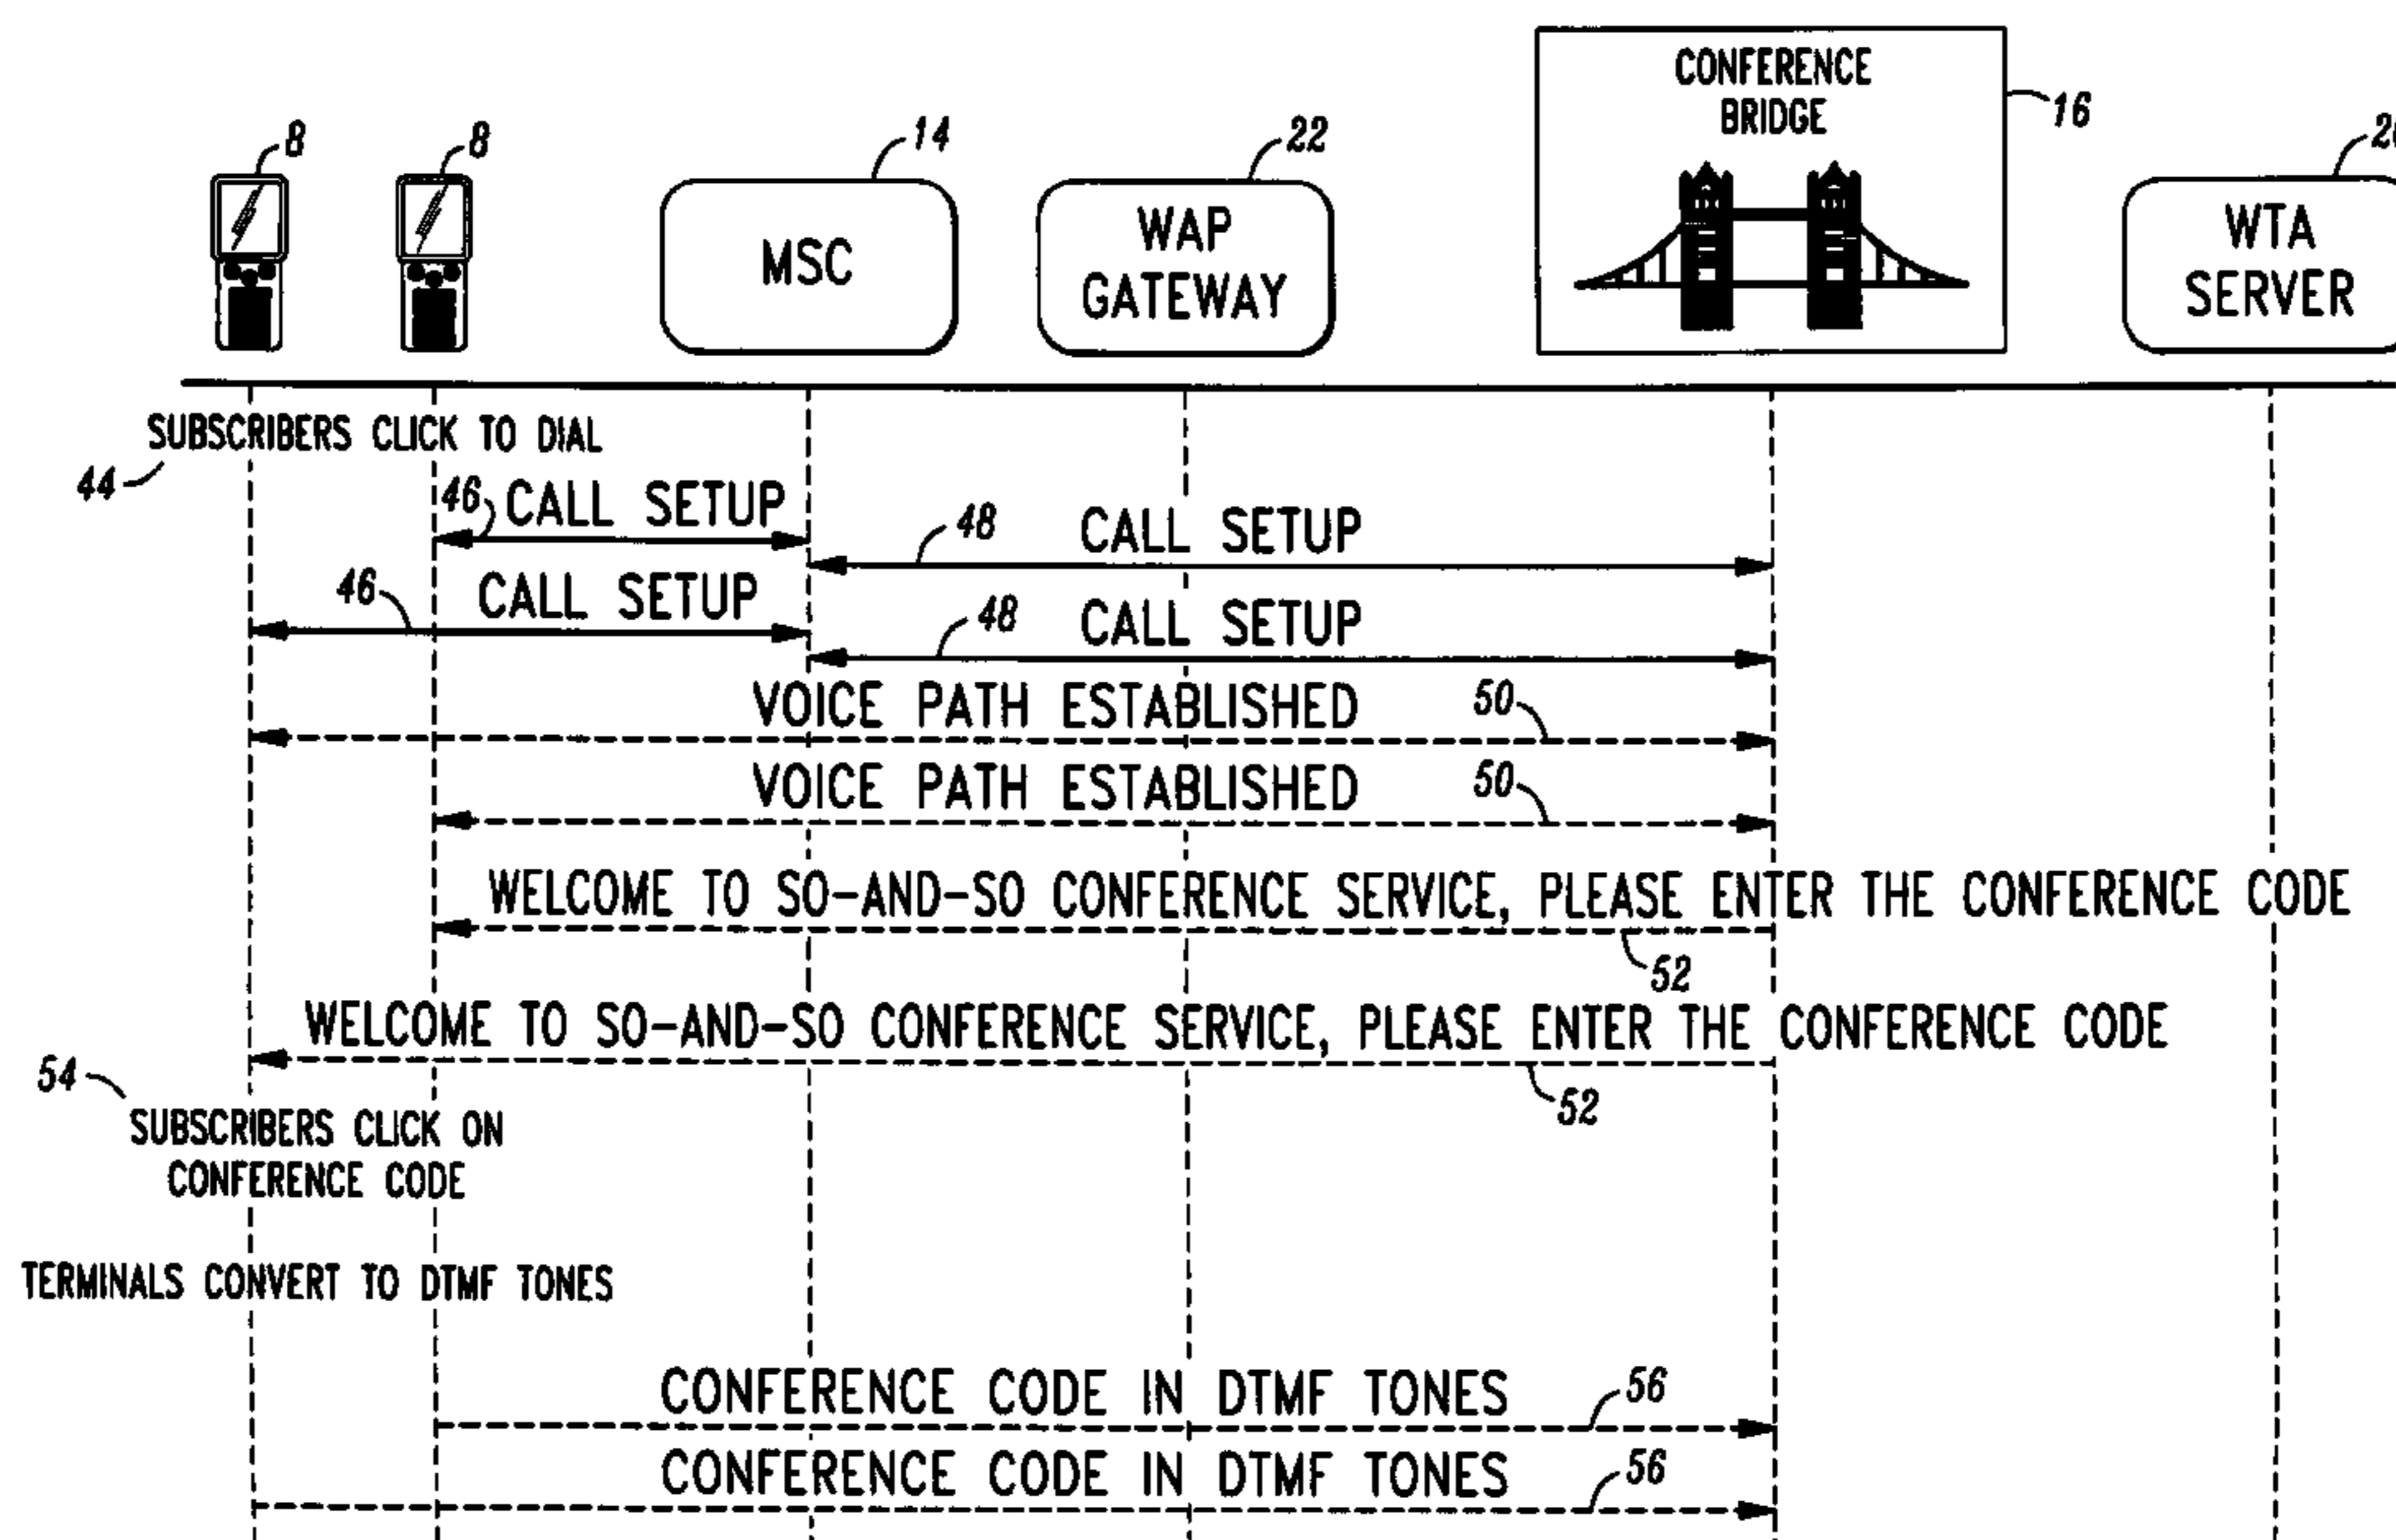 CONFERENCE
BRIDGE
16
8
8
14
22
MSC
WAP
GATEWAY
WTA
SERVER
SUBSCRIBERS CLICK TO DIAL
44
46 CALL SETUP
48 CALL SETUP
46 CALL SETUP
48 CALL SETUP
VOICE PATH ESTABLISHED 50
VOICE PATH ESTABLISHED 50
WELCOME TO SO-AND-SO CONFERENCE SERVICE, PLEASE ENTER THE CONFERENCE CODE
52
WELCOME TO SO-AND-SO CONFERENCE SERVICE, PLEASE ENTER THE CONFERENCE CODE
52
54
SUBSCRIBERS CLICK ON
CONFERENCE CODE
TERMINALS CONVERT TO DTMF TONES
CONFERENCE CODE IN DTMF TONES 56
CONFERENCE CODE IN DTMF TONES 56